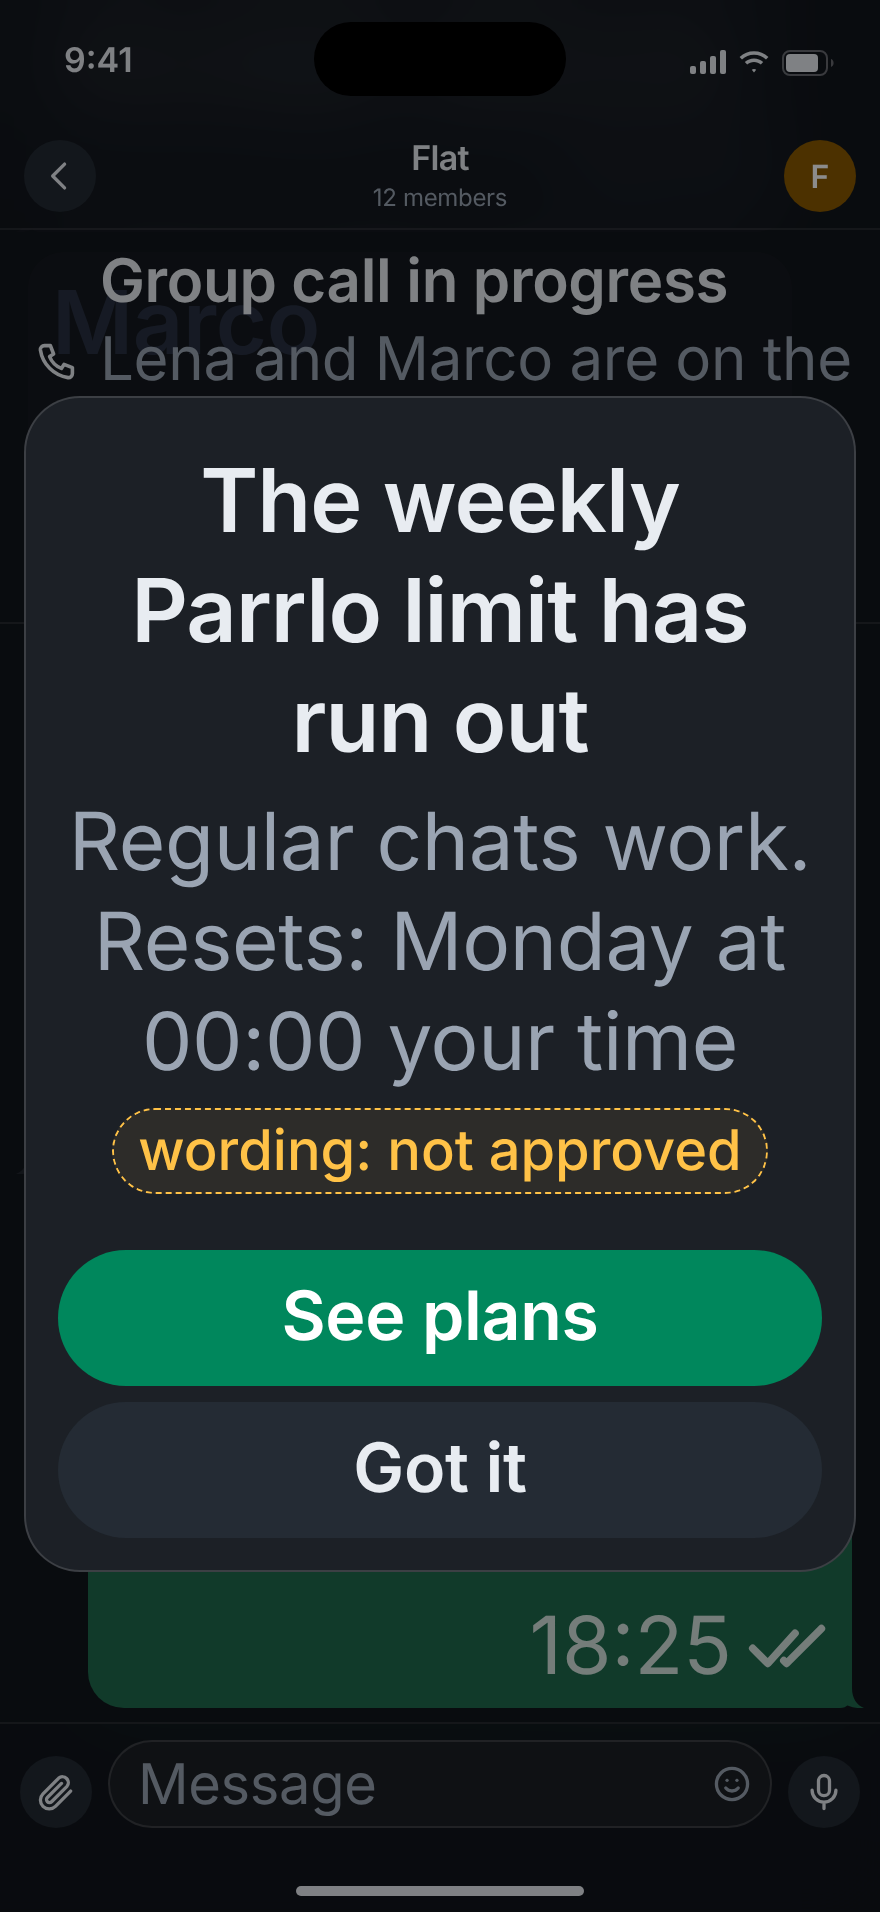 9:41
Flat
12 members
F
Group call in progress
Marco
Lena and Marco are on the
The weekly
Parrlo limit has
run out
Regular chats work.
Resets: Monday at
00:00 your time
wording: not approved
See plans
Got it
18:25
Message